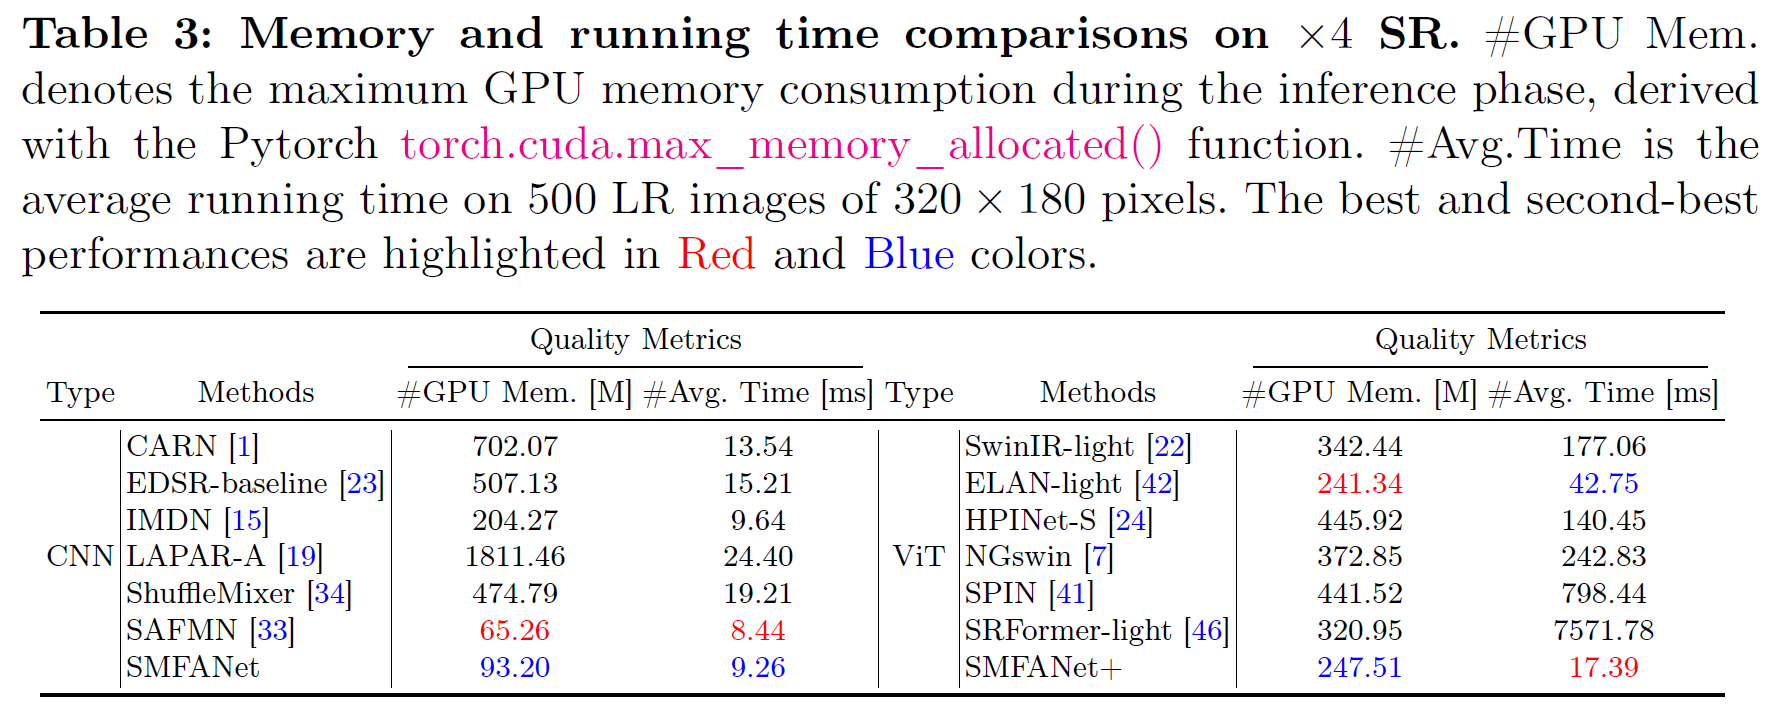 Table 3: Memory and running time comparisons on ×4 SR. #GPU Mem.
denotes the maximum GPU memory consumption during the inference phase, derived
with the Pytorch torch.cuda.max_memory_allocated() function. #Avg.Time is the
average running time on 500 LR images of 320 × 180 pixels. The best and second-best
performances are highlighted in Red and Blue colors.
Quality Metrics Quality Metrics
Type Methods #GPU Mem. [M] #Avg. Time [ms] Type Methods #GPU Mem. [M] #Avg. Time [ms]
CARN [1] 702.07 13.54 SwinIR-light [22] 342.44 177.06
EDSR-baseline [23] 507.13 15.21 ELAN-light [42] 241.34 42.75
IMDN [15] 204.27 9.64 HPINet-S [24] 445.92 140.45
CNN LAPAR-A [19] 1811.46 24.40 ViT NGswin [7] 372.85 242.83
ShuffleMixer [34] 474.79 19.21 SPIN [41] 441.52 798.44
SAFMN [33] 65.26 8.44 SRFormer-light [46] 320.95 7571.78
SMFANet 93.20 9.26 SMFANet+ 247.51 17.39